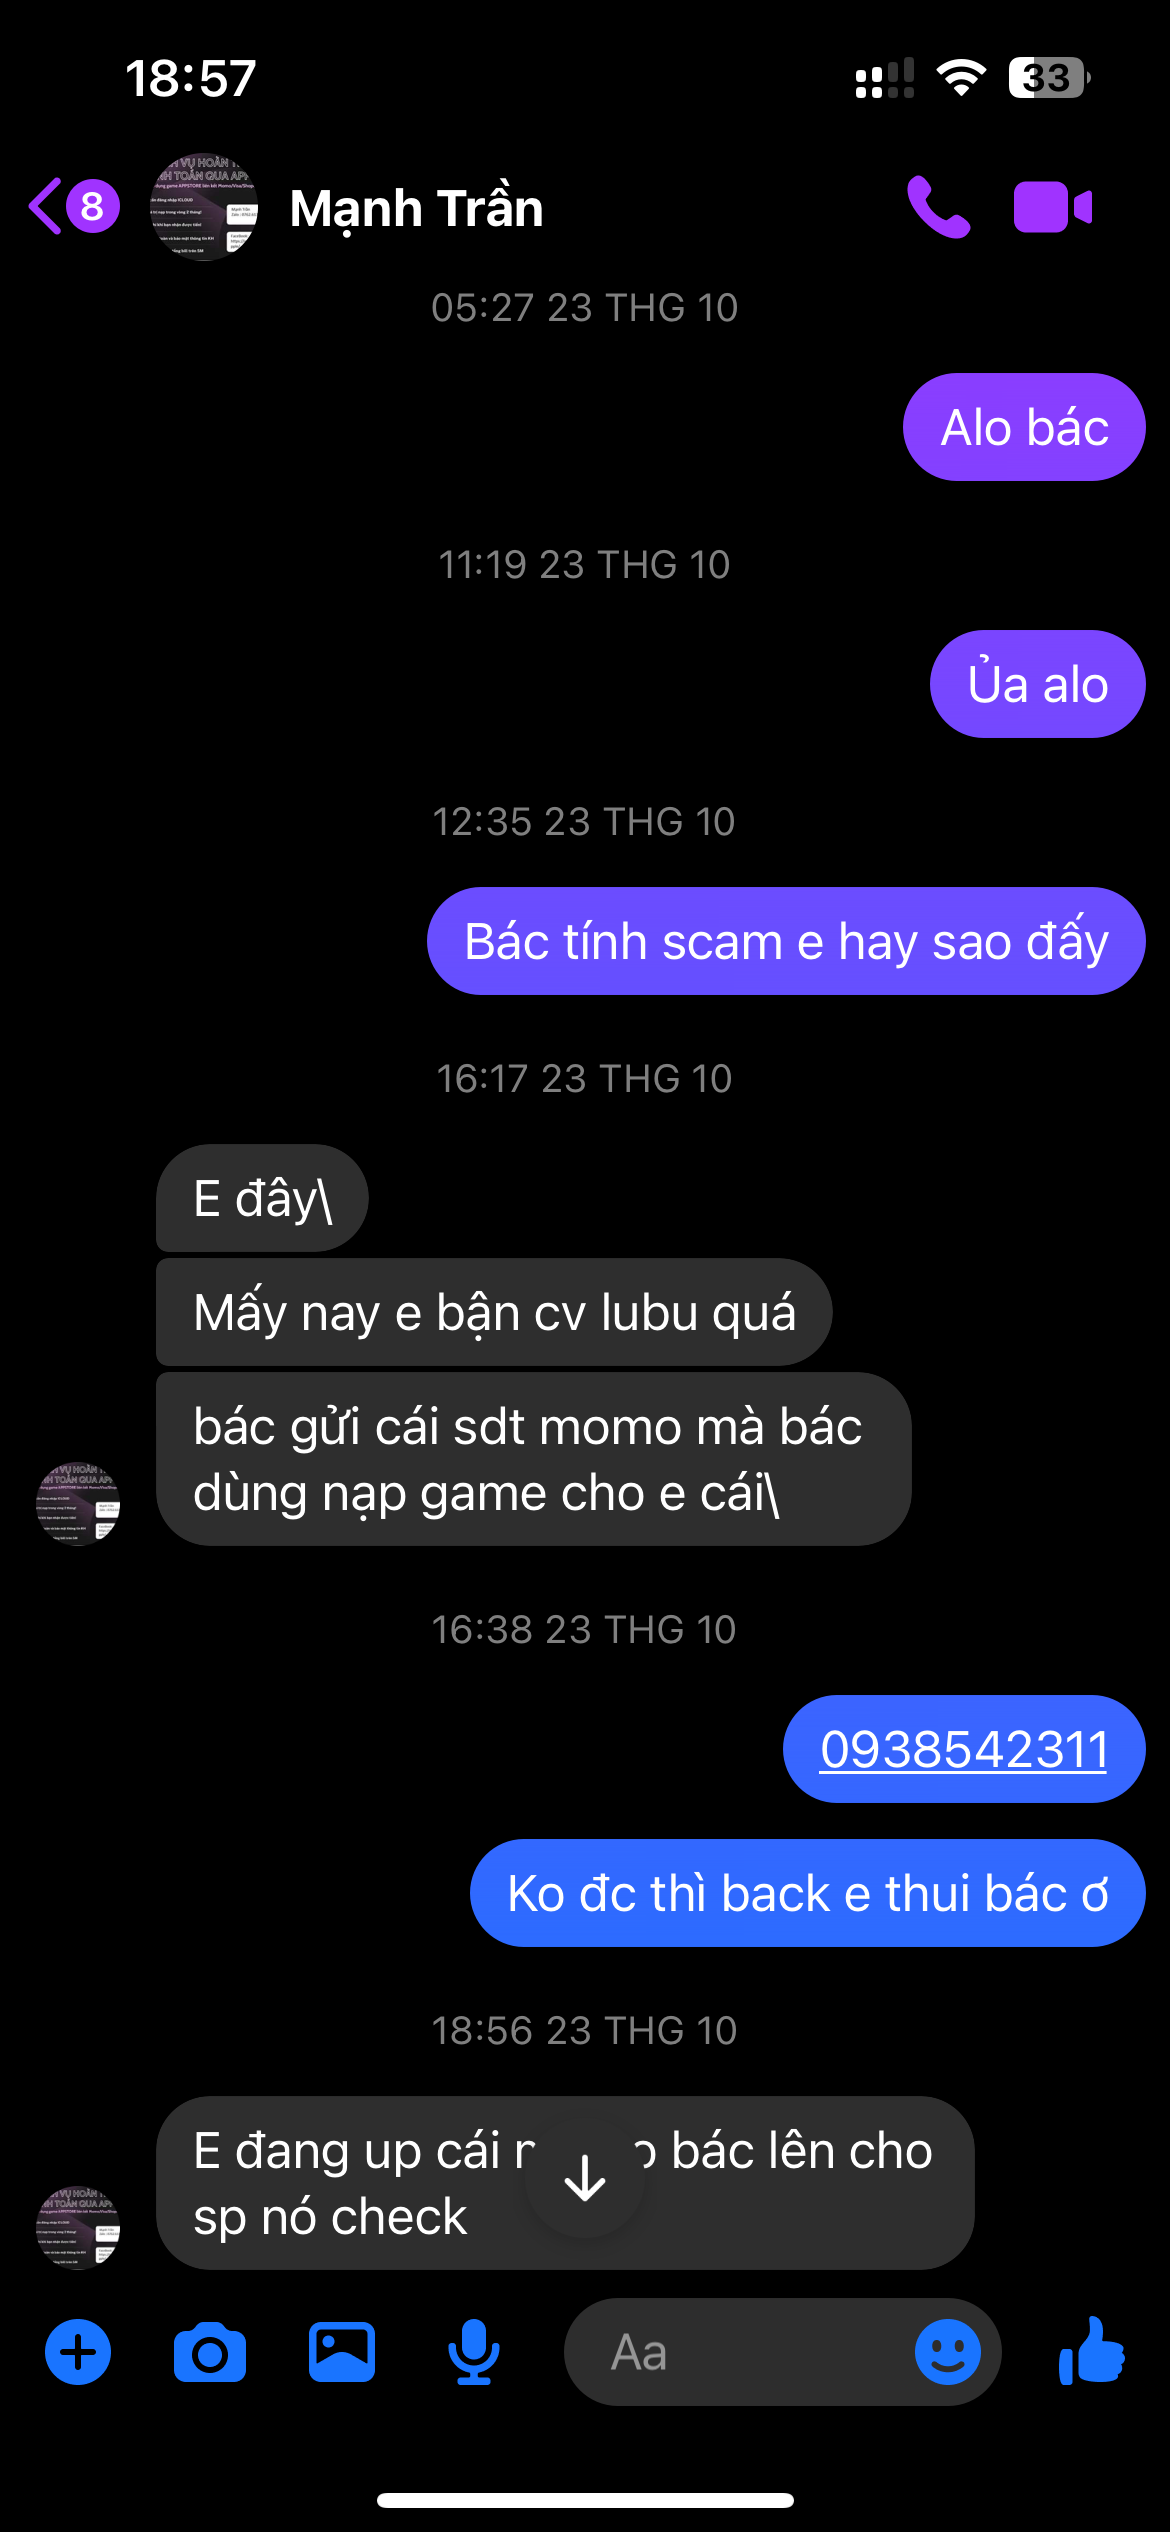 18:57
33
8
Mạnh Trần
05:27 23 THG 10
Alo bác
11:19 23 THG 10
Ủa alo
12:35 23 THG 10
Bác tính scam e hay sao đấy
16:17 23 THG 10
E đây\
Mấy nay e bận cv lubu quá
bác gửi cái sdt momo mà bác
dùng nạp game cho e cái\
16:38 23 THG 10
0938542311
Ko đc thì back e thui bác ơ
18:56 23 THG 10
E đang up cái bác lên cho
sp nó check
Aa